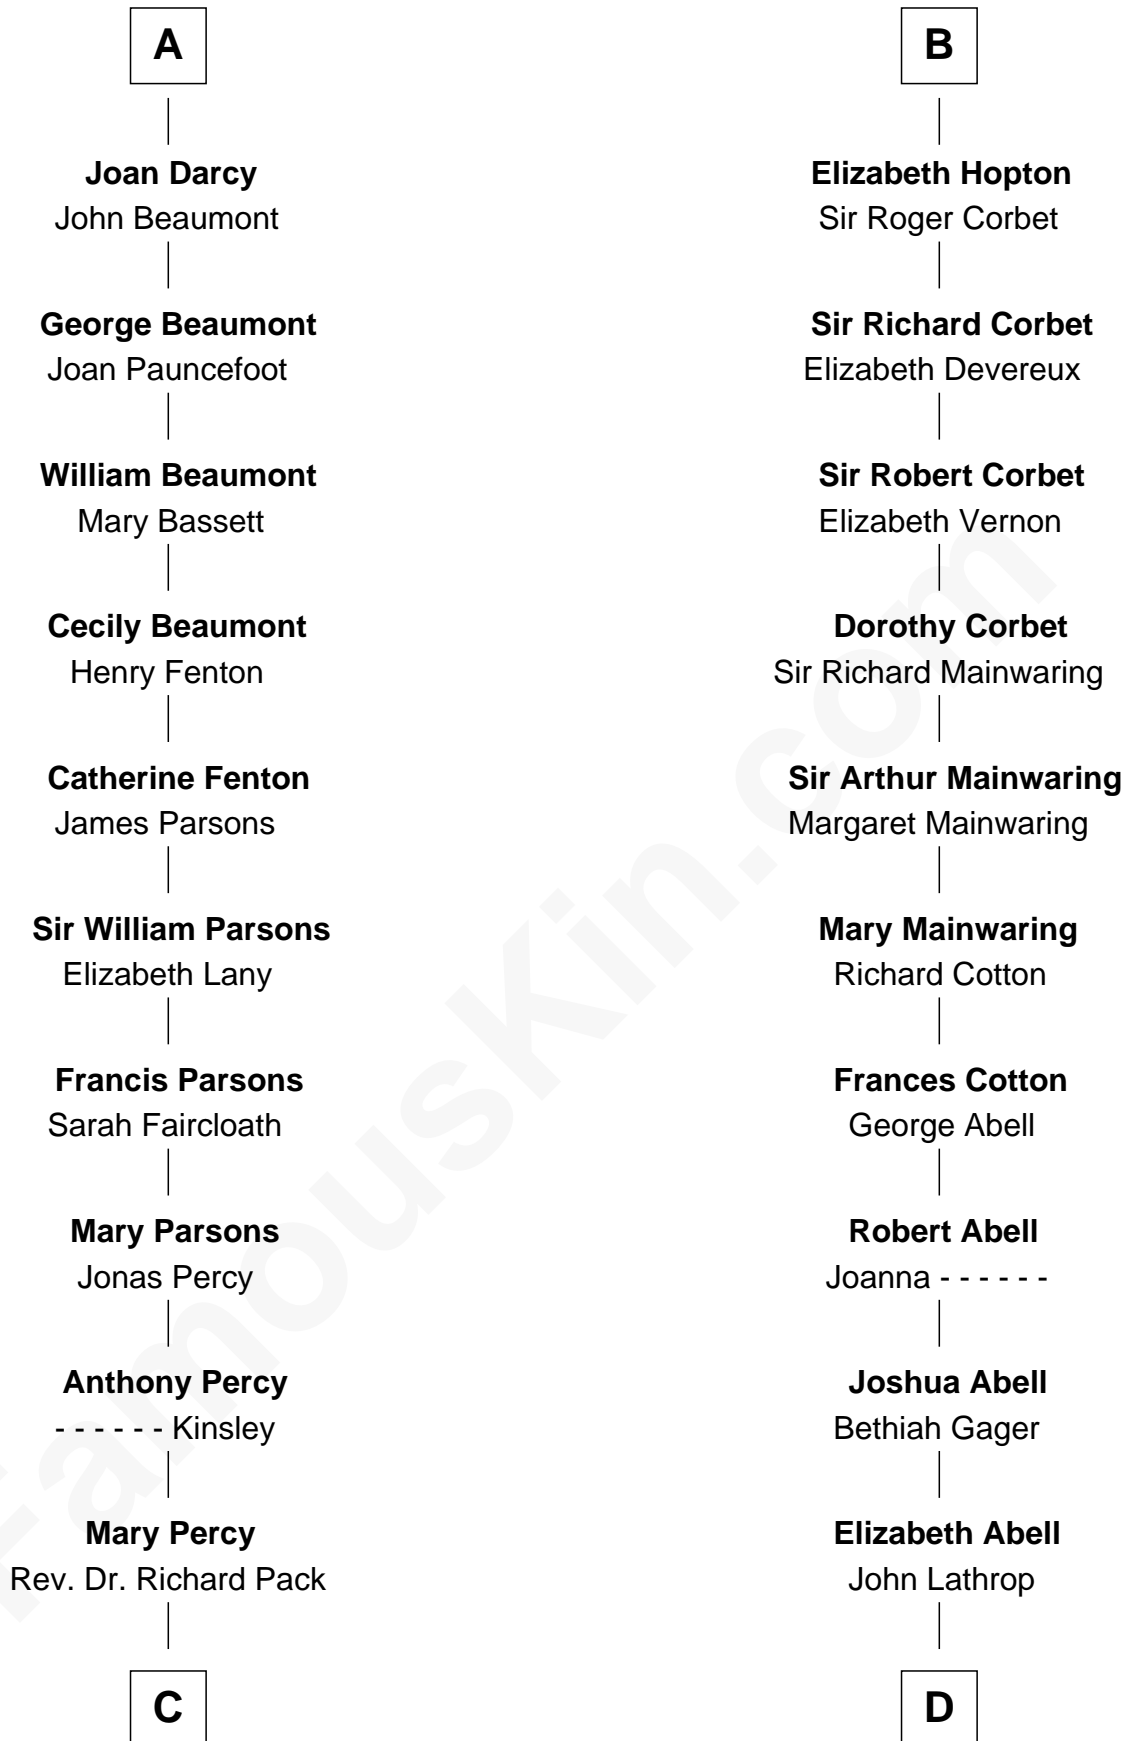 A
Joan Darcy
John Beaumont
George Beaumont
Joan Pauncefoot
William Beaumont
Mary Bassett
Cecily Beaumont
Henry Fenton
Catherine Fenton
James Parsons
Sir William Parsons
Elizabeth Lany
Francis Parsons
Sarah Faircloath
Mary Parsons
Jonas Percy
Anthony Percy
- - - - - - Kinsley
Mary Percy
Rev. Dr. Richard Pack
C
B
Elizabeth Hopton
Sir Roger Corbet
Sir Richard Corbet
Elizabeth Devereux
Sir Robert Corbet
Elizabeth Vernon
Dorothy Corbet
Sir Richard Mainwaring
Sir Arthur Mainwaring
Margaret Mainwaring
Mary Mainwaring
Richard Cotton
Frances Cotton
George Abell
Robert Abell
Joanna - - - - - -
Joshua Abell
Bethiah Gager
Elizabeth Abell
John Lathrop
D
FamousKin.com